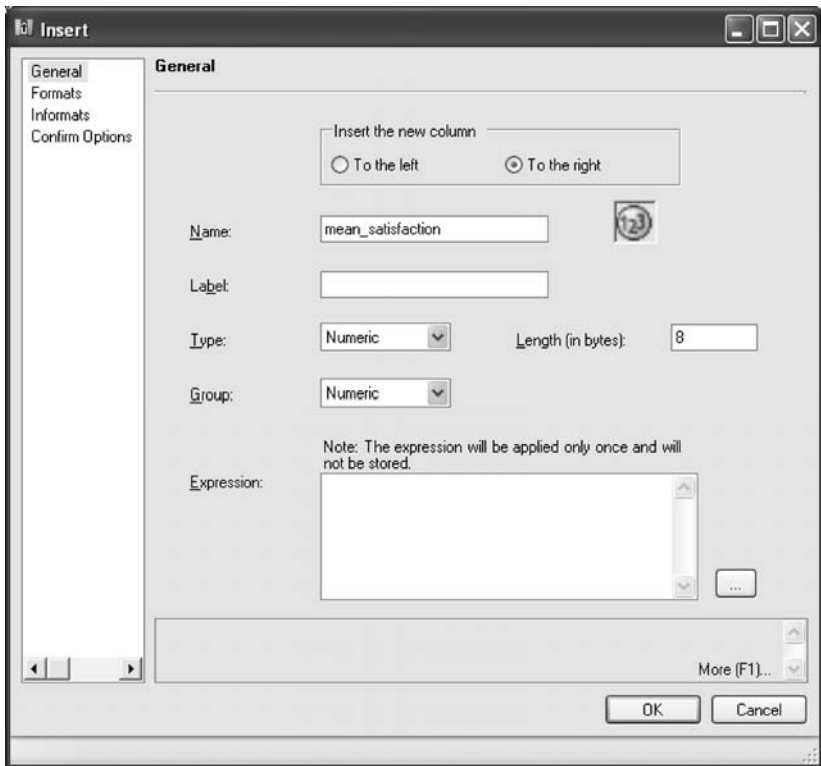 Insert
General
Formats
Informats
Confirm Options
General
Insert the new column
To the left
To the right
Name:
mean_satisfaction
123
Label:
Type:
Numeric
Length (in bytes):
8
Group:
Numeric
Note: The expression will be applied only once and will
not be stored.
Expression:
...
More (F1)...
OK
Cancel